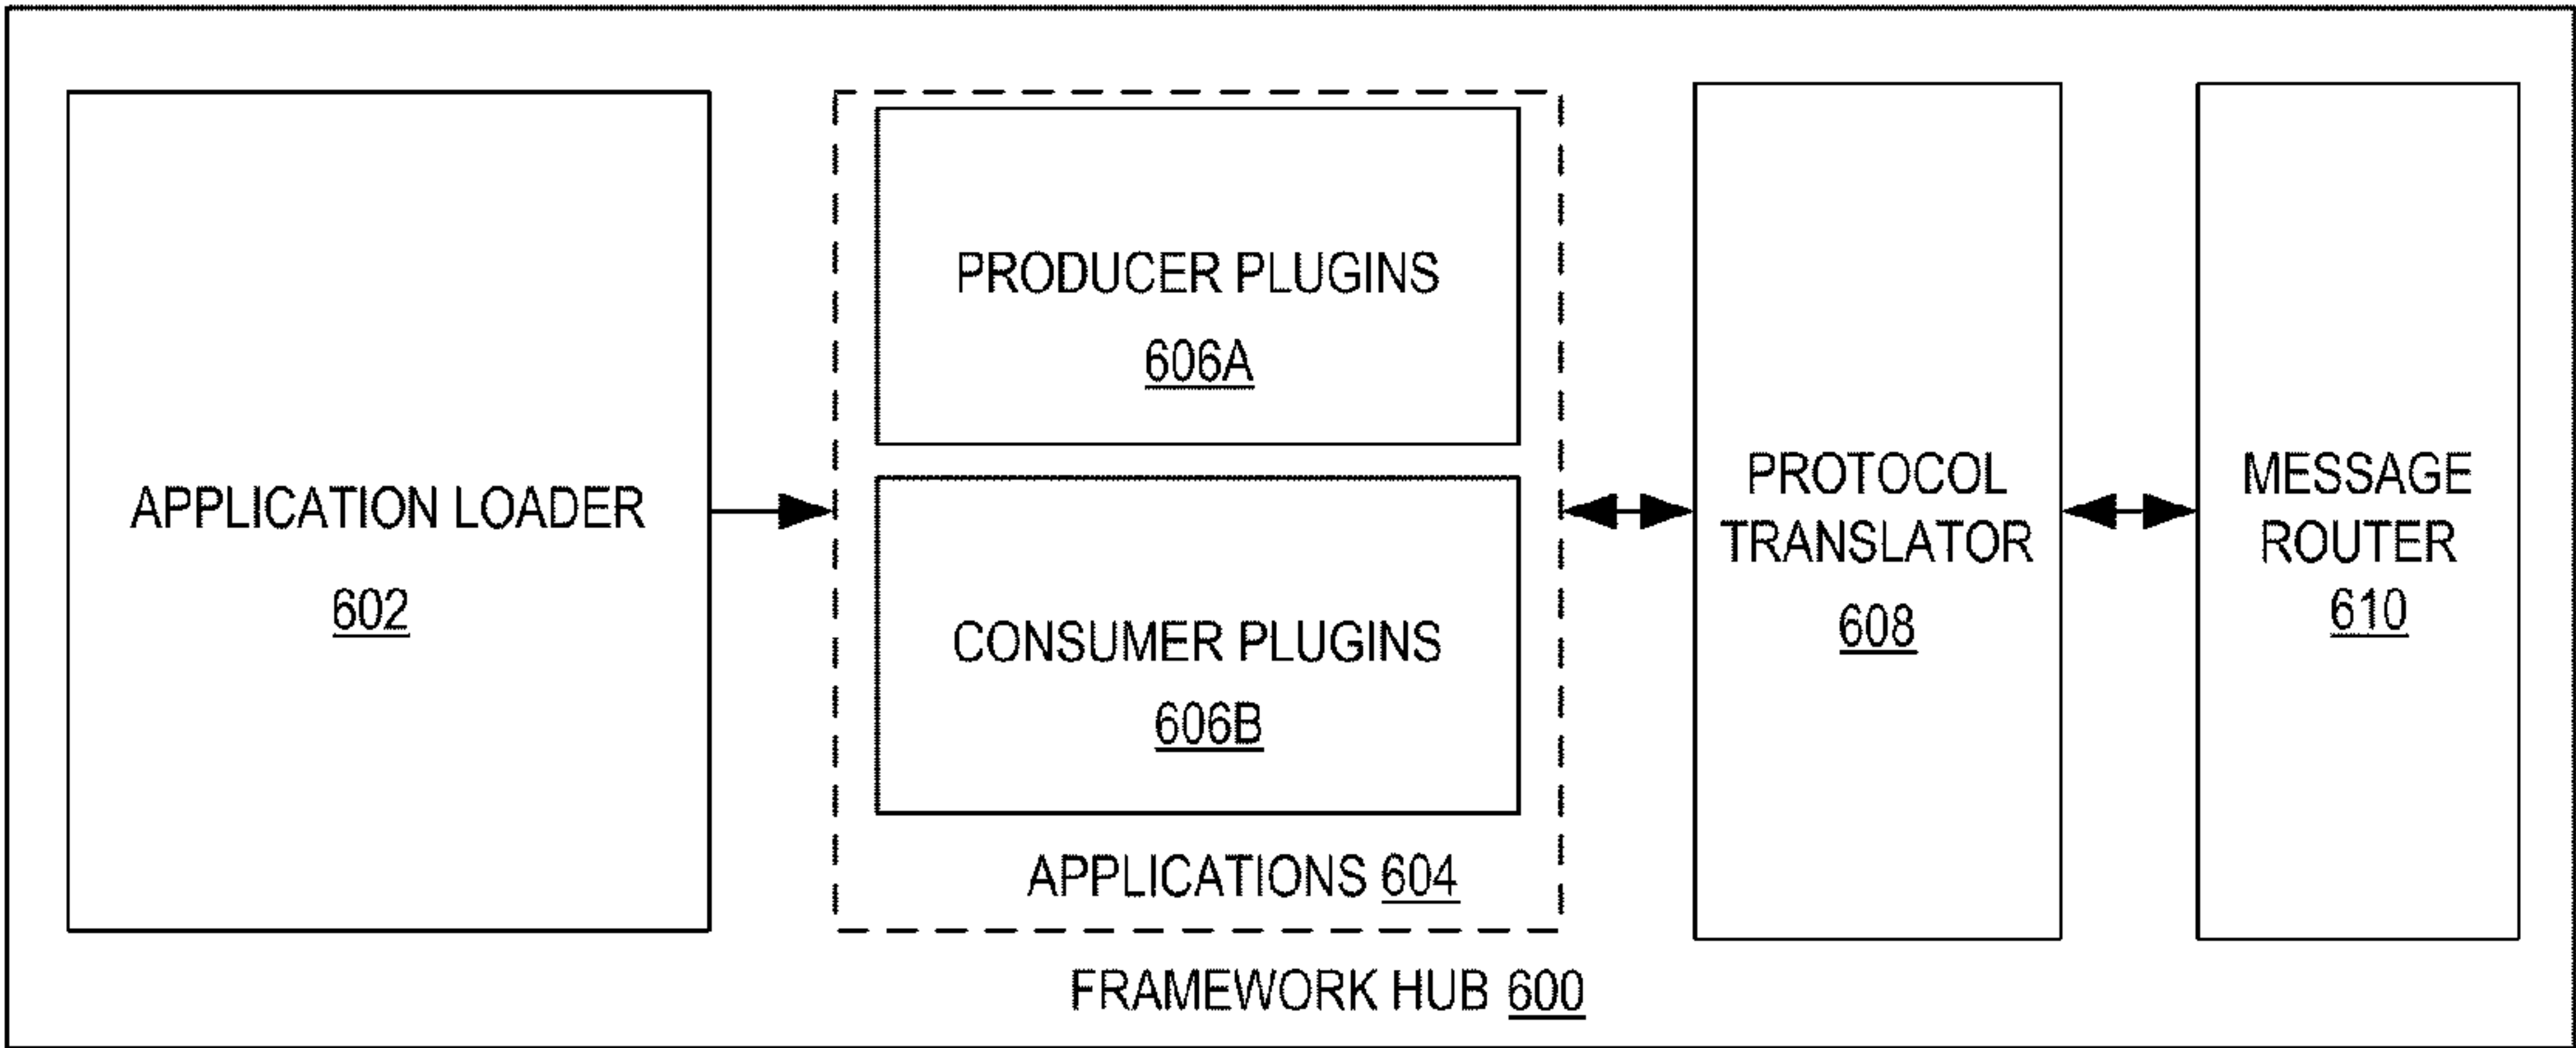 APPLICATION LOADER
602
PRODUCER PLUGINS
606A
CONSUMER PLUGINS
606B
APPLICATIONS 604
PROTOCOL
TRANSLATOR
608
MESSAGE
ROUTER
610
FRAMEWORK HUB 600